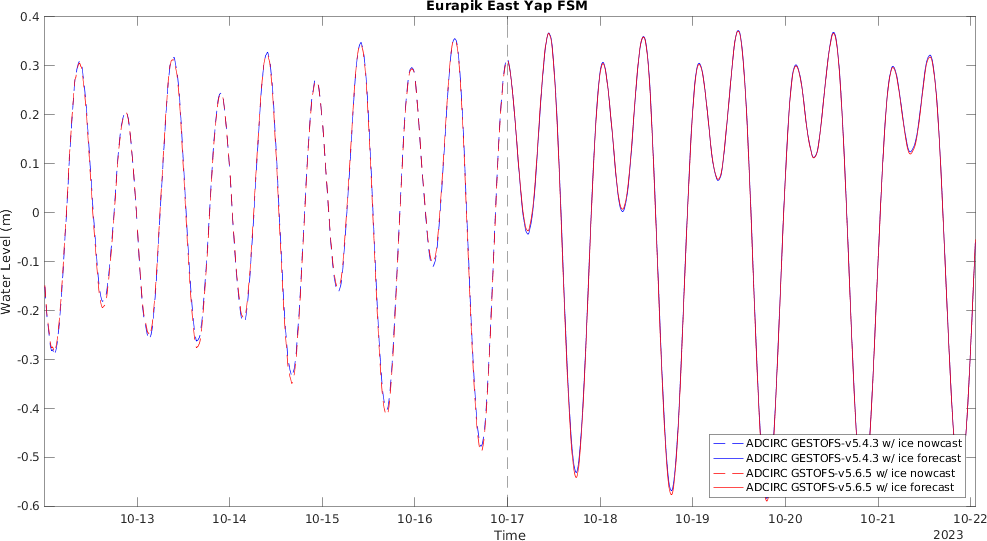 Eurapik East Yap FSM
Water Level (m)
0.4
0.3
0.2
0.1
0
-0.1
-0.2
-0.3
-0.4
-0.5
-0.6
ADCIRC GESTOFS-v5.4.3 w/ ice nowcast
ADCIRC GESTOFS-v5.4.3 w/ ice forecast
ADCIRC GSTOFS-v5.6.5 w/ ice nowcast
ADCIRC GSTOFS-v5.6.5 w/ ice forecast
10-13 10-14 10-15 10-16 10-17 10-18 10-19 10-20 10-21 10-22
Time
2023